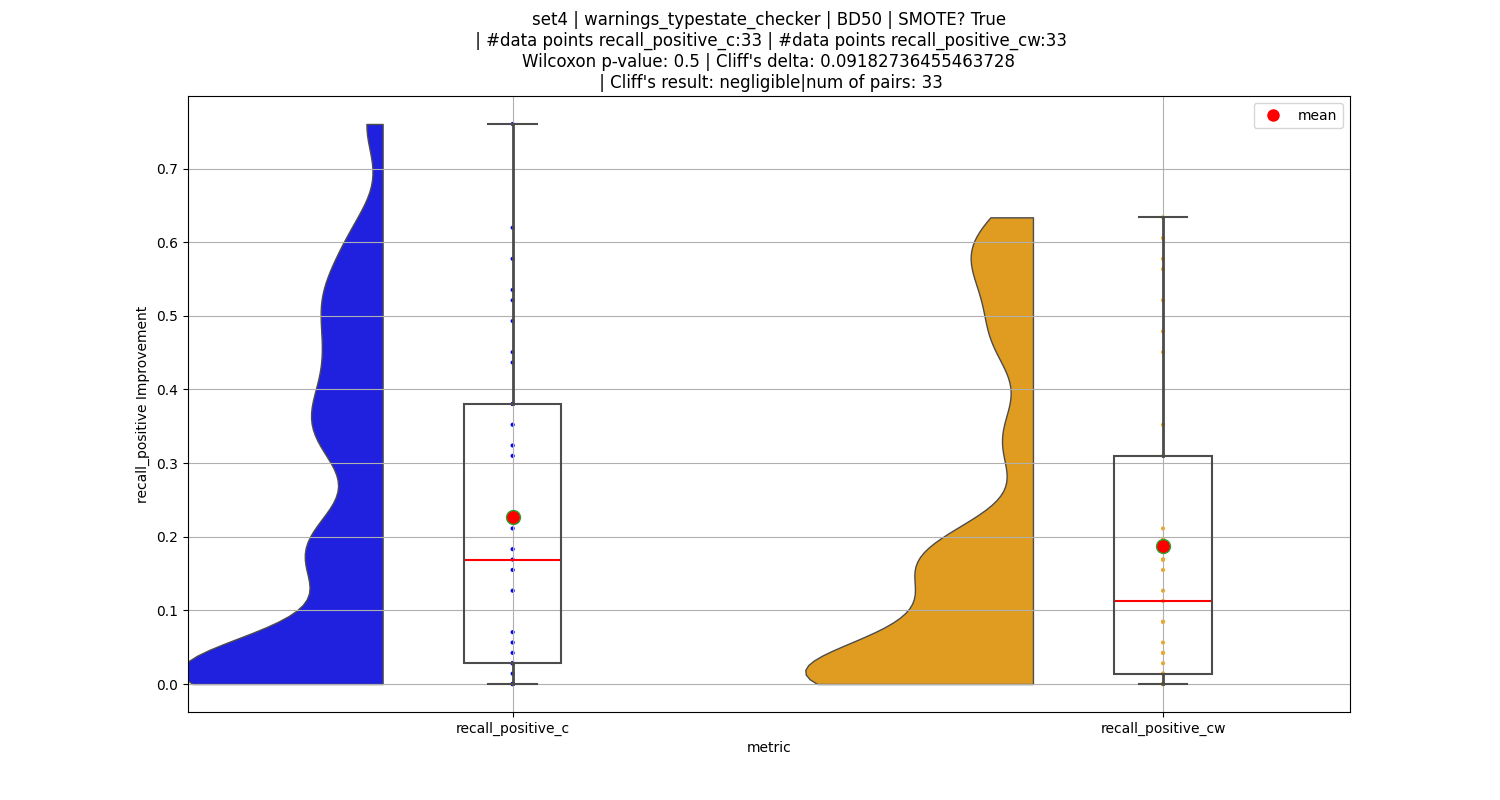 set4 | warnings_typestate_checker | BD50 | SMOTE? True
| #data points recall_positive_c:33 | #data points recall_positive_cw:33
Wilcoxon p-value: 0.5 | Cliff's delta: 0.09182736455463728
| Cliff's result: negligible|num of pairs: 33
mean
recall_positive Improvement
0.7
0.6
0.5
0.4
0.3
0.2
0.1
0.0
recall_positive_c
recall_positive_cw
metric